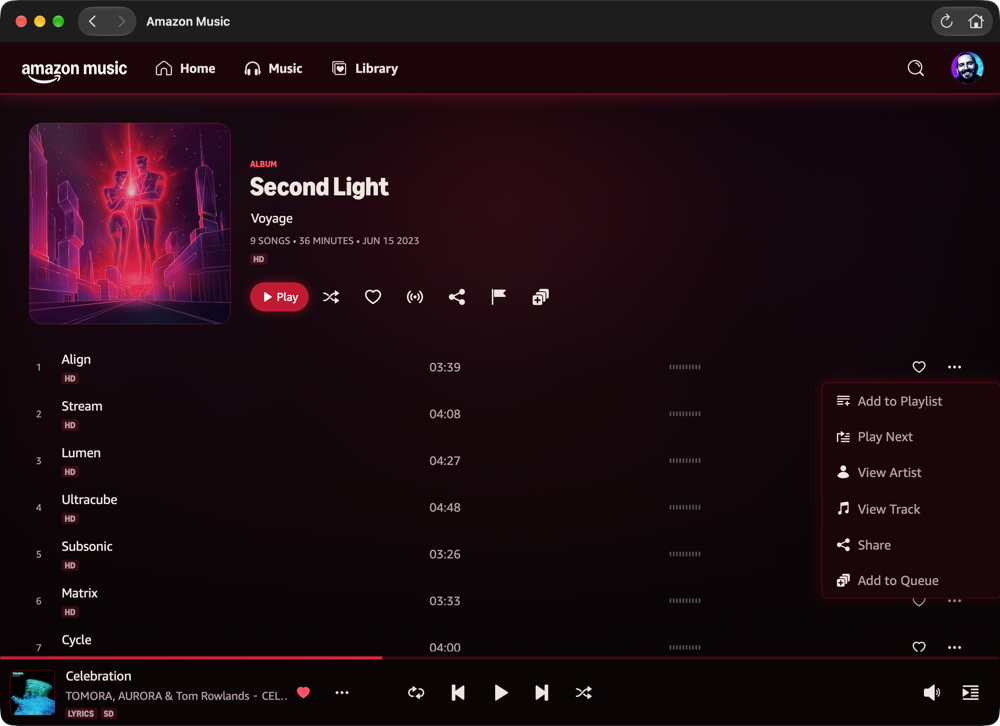 Amazon Music
amazon music
Home
Music
Library
ALBUM
Second Light
Voyage
9 SONGS • 36 MINUTES • JUN 15 2023
HD
Play
1
Align
HD
03:39
2
Stream
HD
04:08
3
Lumen
HD
04:27
4
Ultracube
HD
04:48
5
Subsonic
HD
03:26
6
Matrix
HD
03:33
7
Cycle
04:00
Add to Playlist
Play Next
View Artist
View Track
Share
Add to Queue
Celebration
TOMORA, AURORA & Tom Rowlands - CEL..
LYRICS SD